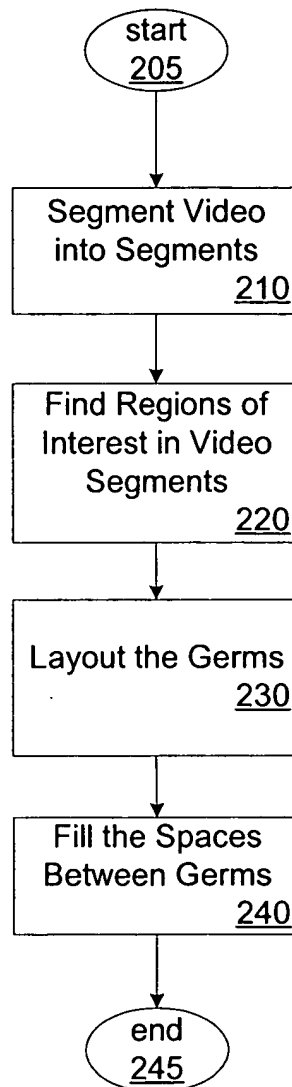 start
205
Segment Video
into Segments
210
Find Regions of
Interest in Video
Segments
220
Layout the Germs
230
Fill the Spaces
Between Germs
240
end
245